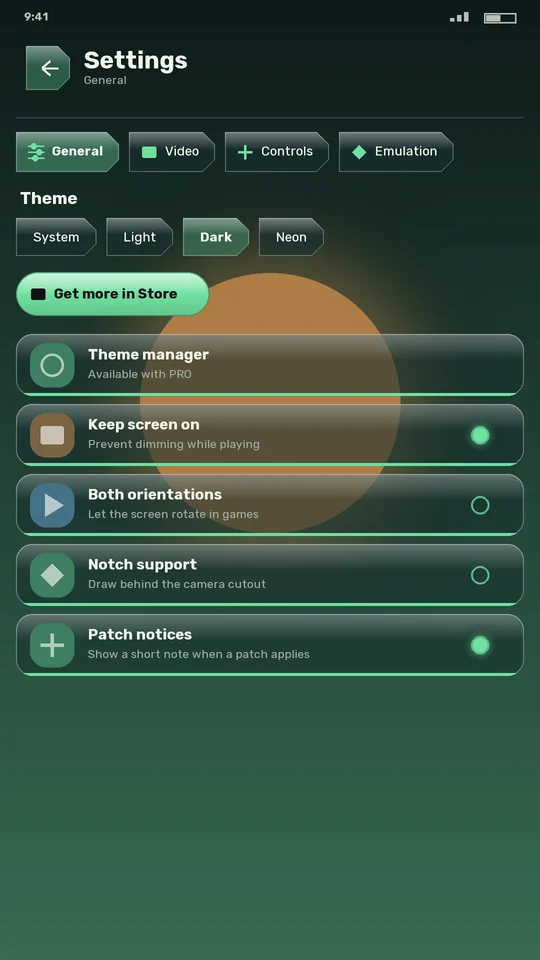 9:41
Settings
General
General
Video
Controls
Emulation
Theme
System
Light
Dark
Neon
Get more in Store
Theme manager
Available with PRO
Keep screen on
Prevent dimming while playing
Both orientations
Let the screen rotate in games
Notch support
Draw behind the camera cutout
Patch notices
Show a short note when a patch applies